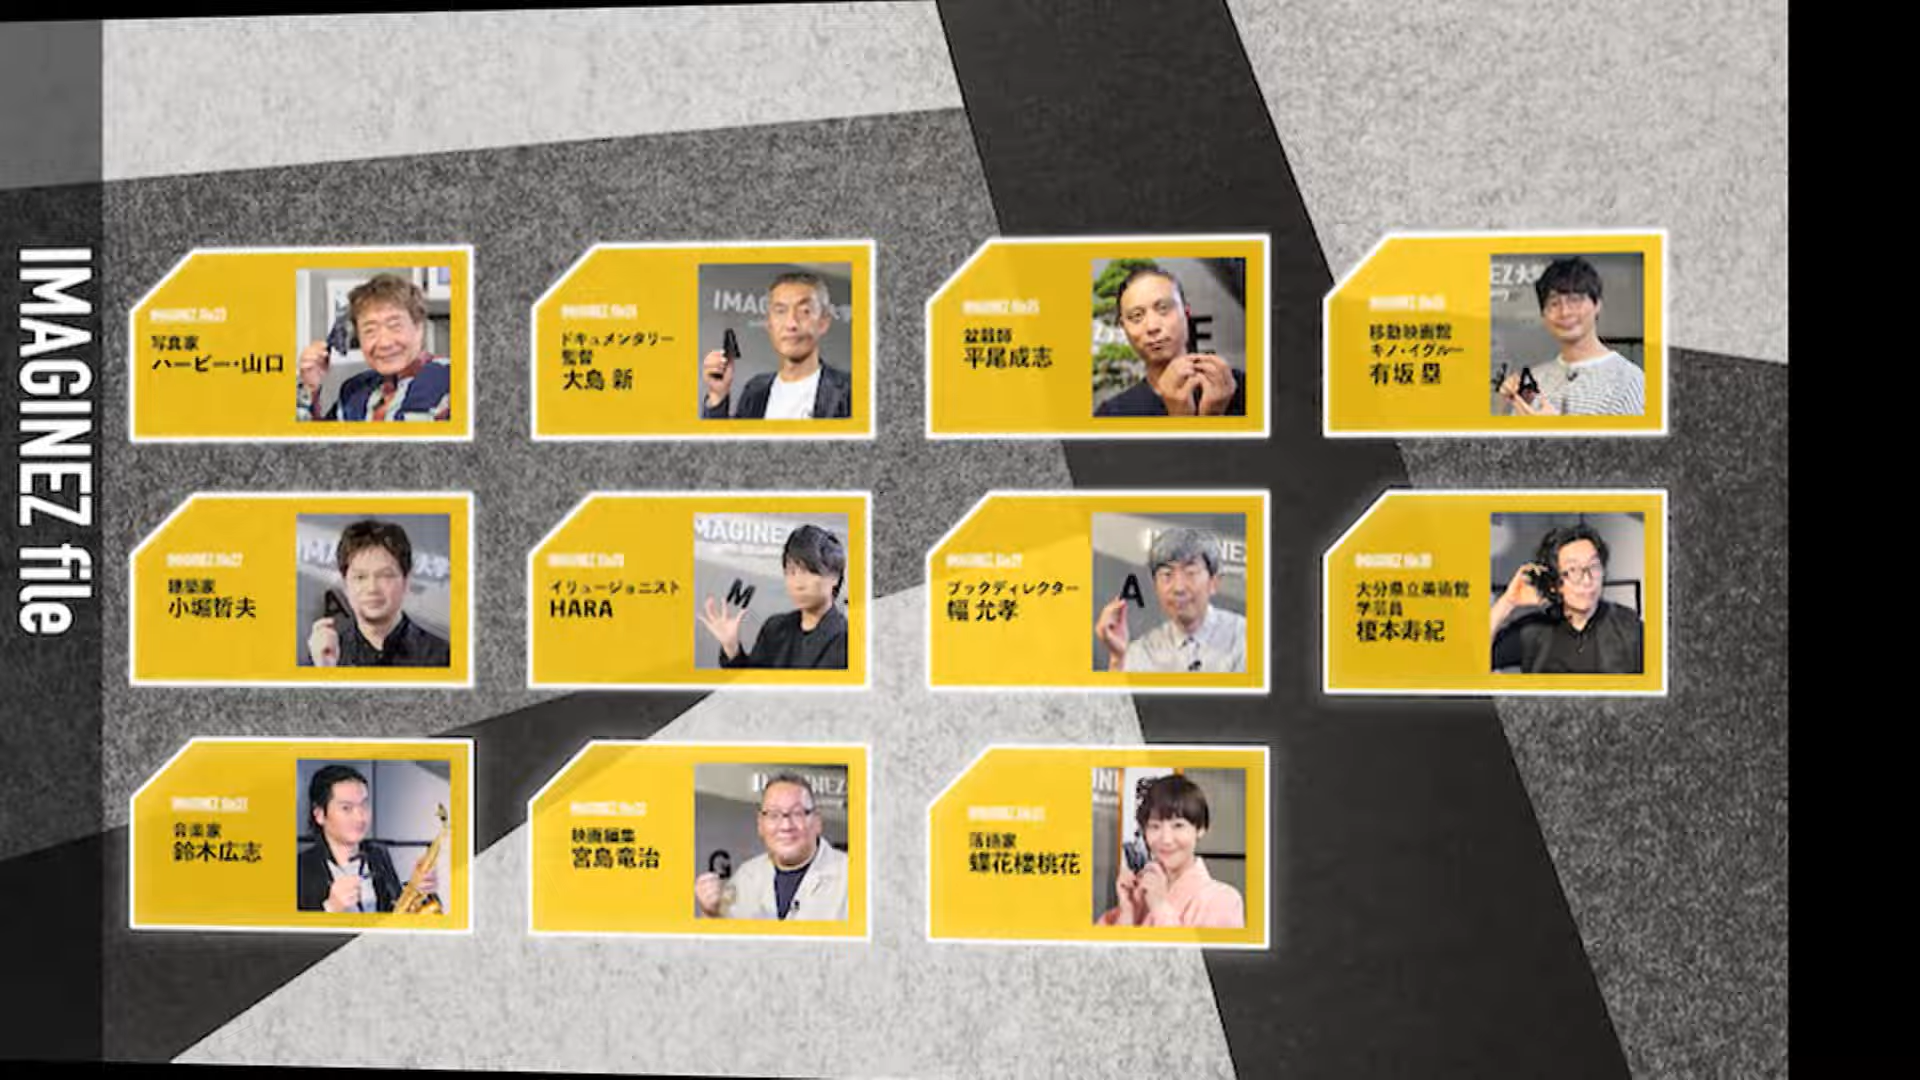 IMAGINEZ file
写真家
ハービー・山口
ドキュメンタリー
監督
大島 新
盆栽師
平尾成志
移動映画館
キノ・イグルー
有坂 塁
建築家
小堀哲夫
イリュージョニスト
HARA
ブックディレクター
幅 允孝
大分県立美術館
学芸員
榎本寿紀
音楽家
鈴木広志
映画編集
宮島竜治
落語家
蝶花楼桃花